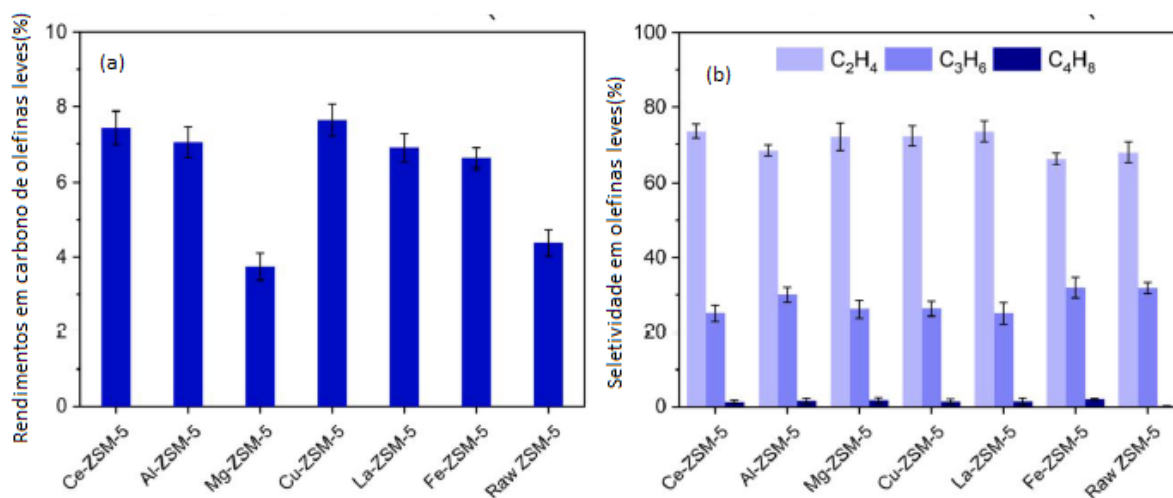 Rendimentos em carbono de olefinas leves(%)
10
8
6
4
2
0
(a)
Ce-ZSM-5
Al-ZSM-5
Mg-ZSM-5
Cu-ZSM-5
La-ZSM-5
Fe-ZSM-5
Raw ZSM-5
Seletividade em olefinas leves(%)
100
80
60
40
20
0
(b)
C₂H₄
C₃H₆
C₄H₈
Ce-ZSM-5
Al-ZSM-5
Mg-ZSM-5
Cu-ZSM-5
La-ZSM-5
Fe-ZSM-5
Raw ZSM-5